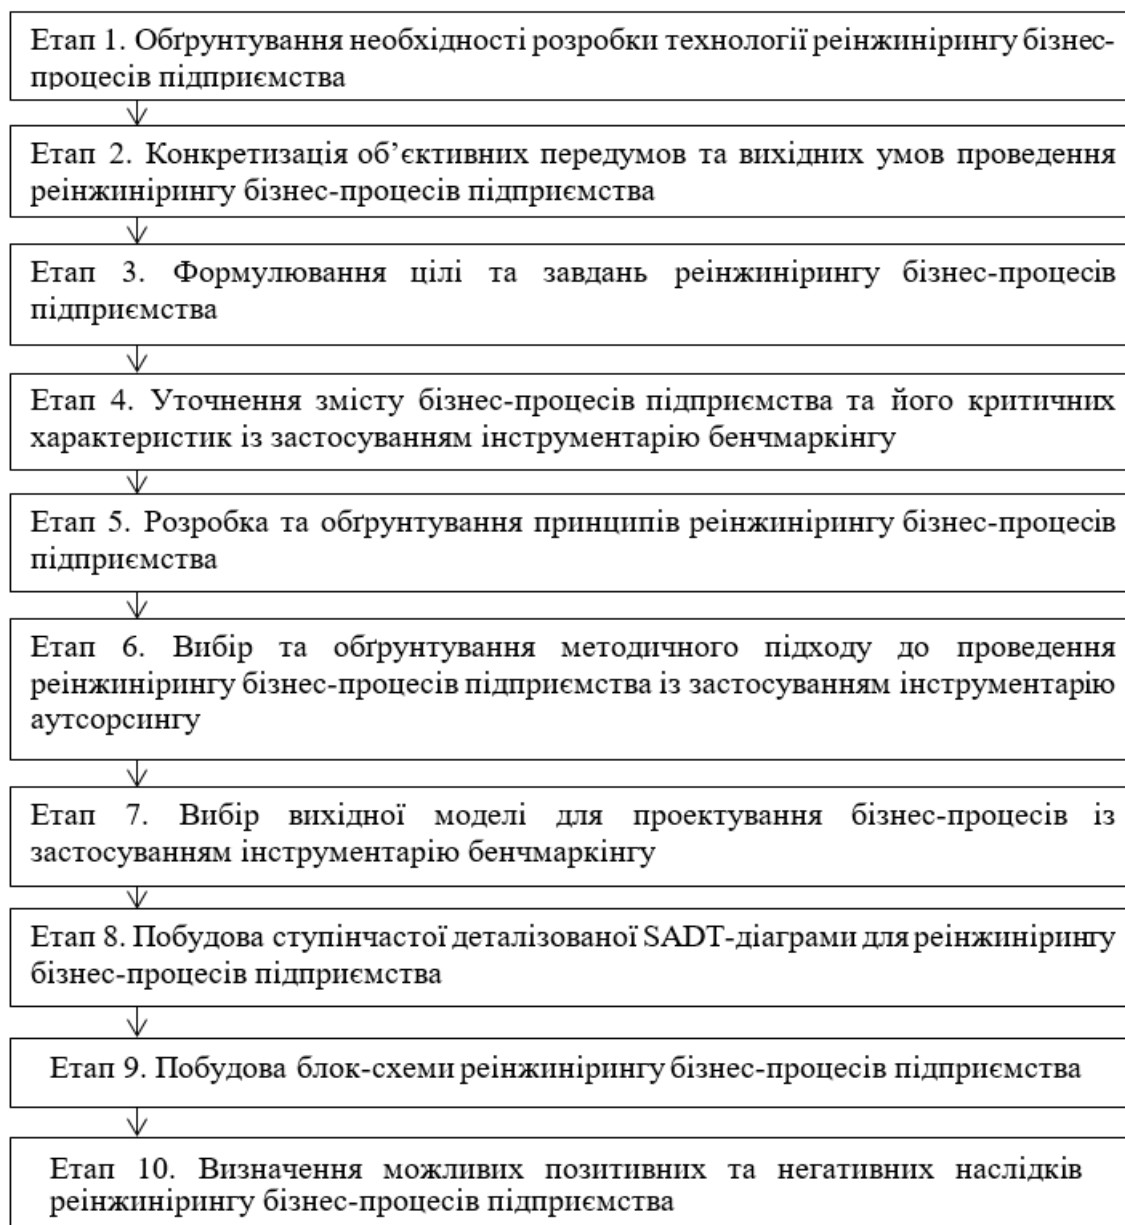 Етап 1. Обґрунтування необхідності розробки технології реінжинірингу бізнес-
процесів підприємства
Етап 2. Конкретизація об’єктивних передумов та вихідних умов проведення
реінжинірингу бізнес-процесів підприємства
Етап 3. Формулювання цілі та завдань реінжинірингу бізнес-процесів
підприємства
Етап 4. Уточнення змісту бізнес-процесів підприємства та його критичних
характеристик із застосуванням інструментарію бенчмаркінгу
Етап 5. Розробка та обґрунтування принципів реінжинірингу бізнес-процесів
підприємства
Етап 6. Вибір та обґрунтування методичного підходу до проведення
реінжинірингу бізнес-процесів підприємства із застосуванням інструментарію
аутсорсингу
Етап 7. Вибір вихідної моделі для проектування бізнес-процесів із
застосуванням інструментарію бенчмаркінгу
Етап 8. Побудова ступінчастої деталізованої SADT-діаграми для реінжинірингу
бізнес-процесів підприємства
Етап 9. Побудова блок-схеми реінжинірингу бізнес-процесів підприємства
Етап 10. Визначення можливих позитивних та негативних наслідків
реінжинірингу бізнес-процесів підприємства